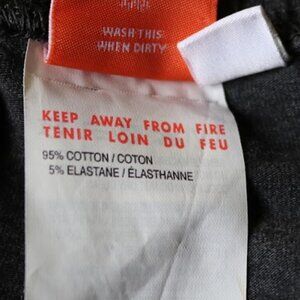 WASH THIS
WHEN DIRTY
KEEP AWAY FROM FIRE
TENIR LOIN DU FEU
95% COTTON / COTON
5% ELASTANE / ÉLASTHANNE